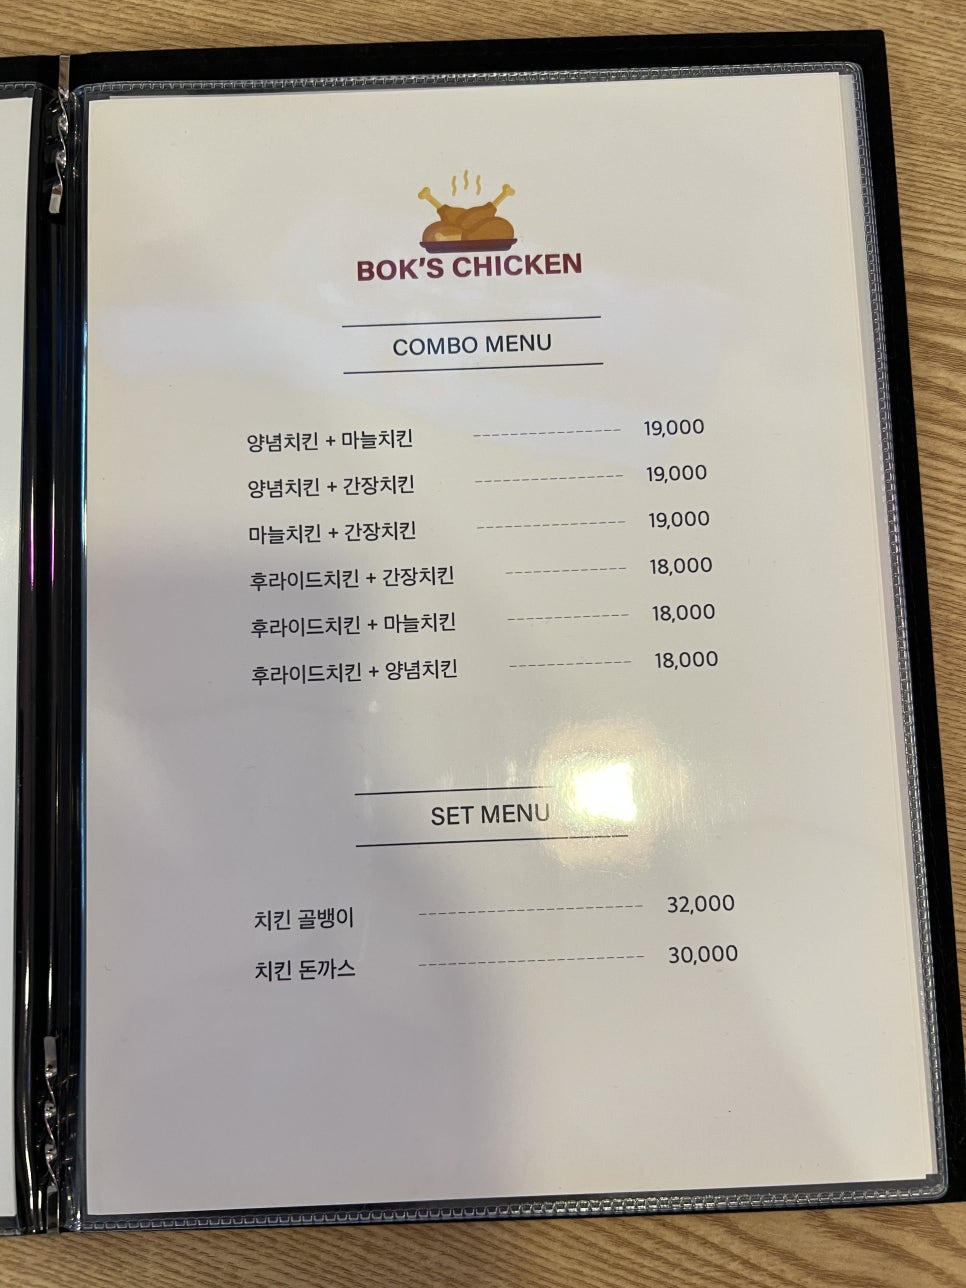 BOK'S CHICKEN
COMBO MENU
양념치킨 + 마늘치킨 19,000
양념치킨 + 간장치킨 19,000
마늘치킨 + 간장치킨 19,000
후라이드치킨 + 간장치킨 18,000
후라이드치킨 + 마늘치킨 18,000
후라이드치킨 + 양념치킨 18,000
SET MENU
치킨 골뱅이 32,000
치킨 돈까스 30,000